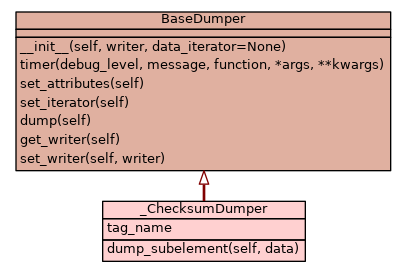 BaseDumper
__init__(self, writer, data_iterator=None)
timer(debug_level, message, function, *args, **kwargs)
set_attributes(self)
set_iterator(self)
dump(self)
get_writer(self)
set_writer(self, writer)
_ChecksumDumper
tag_name
dump_subelement(self, data)